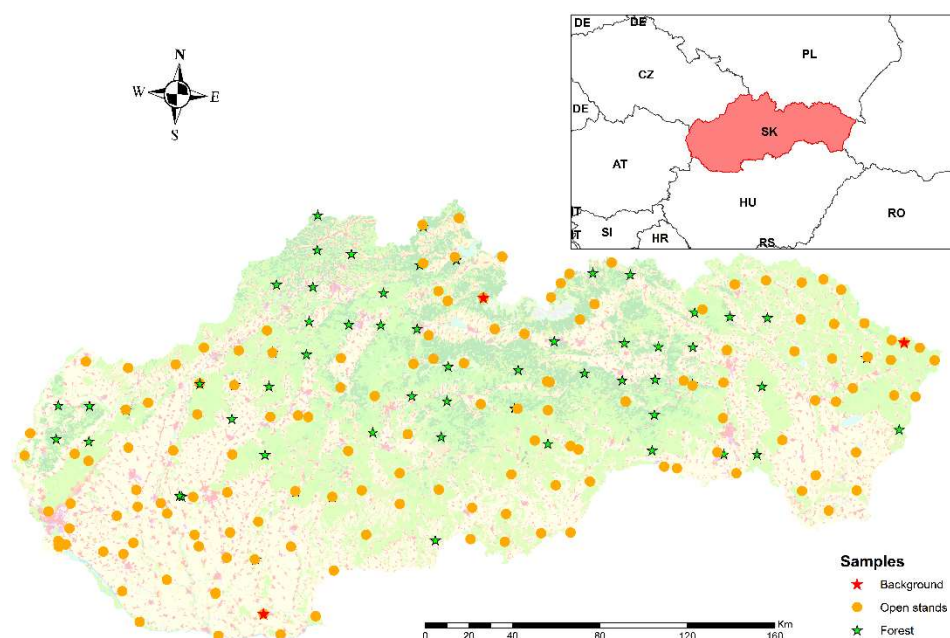 N
W E
S
DE DE
PL
CZ
DE
SK
AT
HU
RO
IT
SI
IT
HR
RS
Samples
Background
Open stands
Forest
Km
0 10 20 40 80 120 160